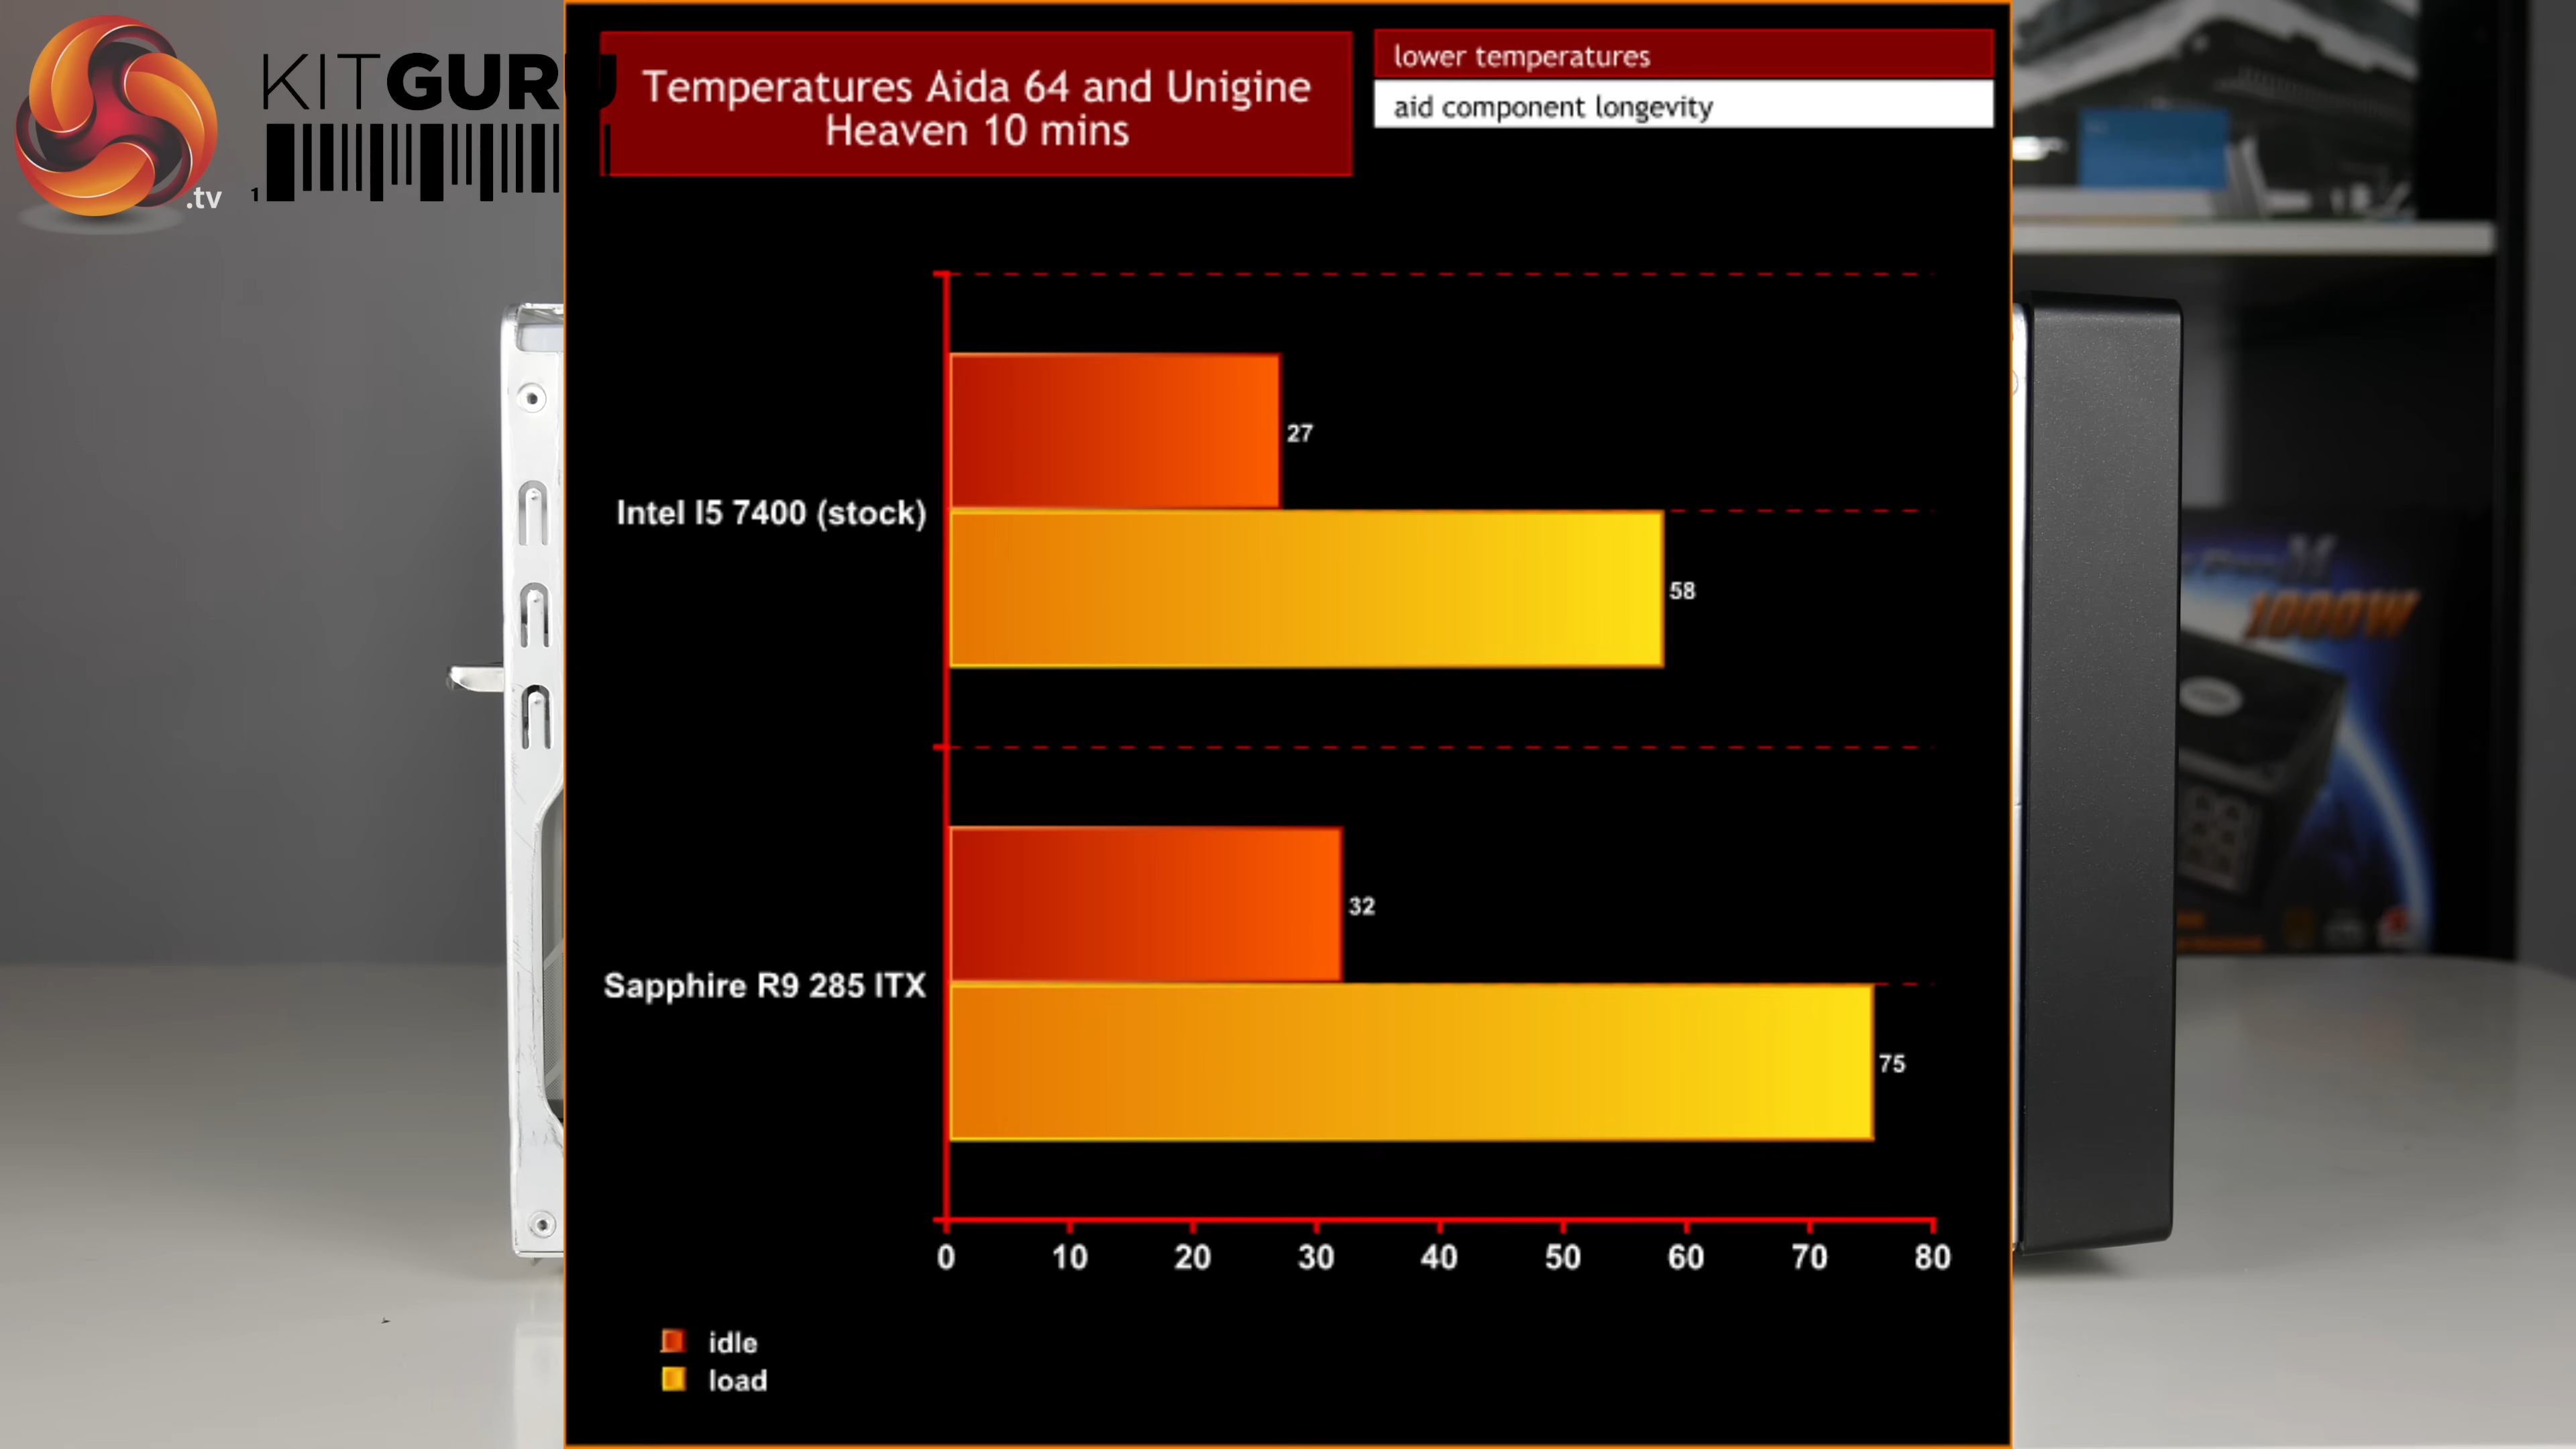 KITGURU
.tv
1
Temperatures Aida 64 and Unigine
Heaven 10 mins
lower temperatures
aid component longevity
27
Intel I5 7400 (stock)
58
32
Sapphire R9 285 ITX
75
0 10 20 30 40 50 60 70 80
idle
load
1000W